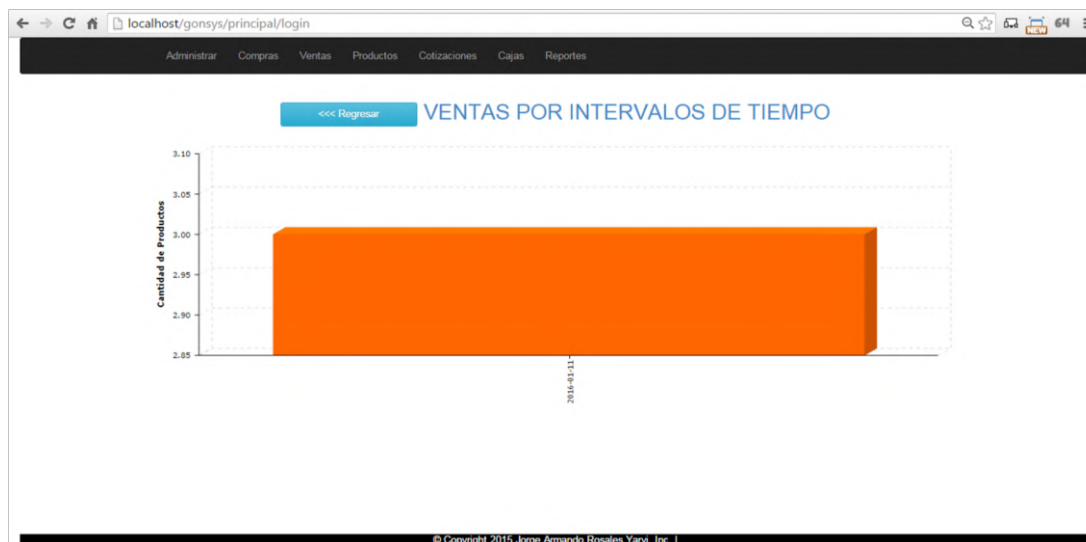 localhost/gonsys/principal/login
NEW
64
Administrar Compras Ventas Productos Cotizaciones Cajas Reportes
<<< Regresar VENTAS POR INTERVALOS DE TIEMPO
Cantidad de Productos
3.10
3.05
3.00
2.95
2.90
2.85
2016-01-11
© Copyright 2015 Jorge Armando Rosales Yarvi, Inc. |